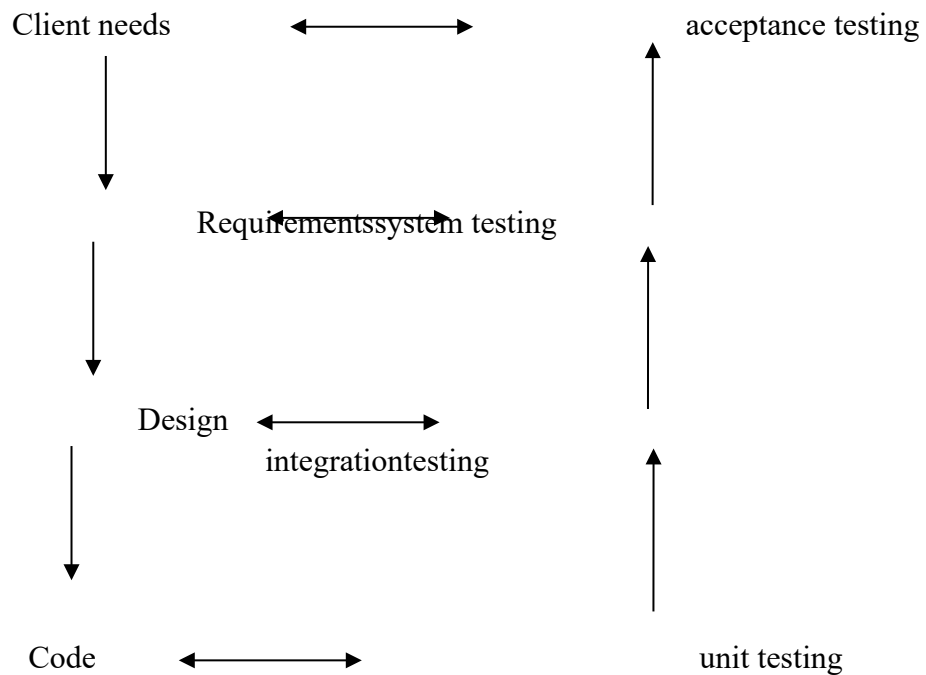 Client needs acceptance testing
Requirementssystem testing
Design
integrationtesting
Code unit testing